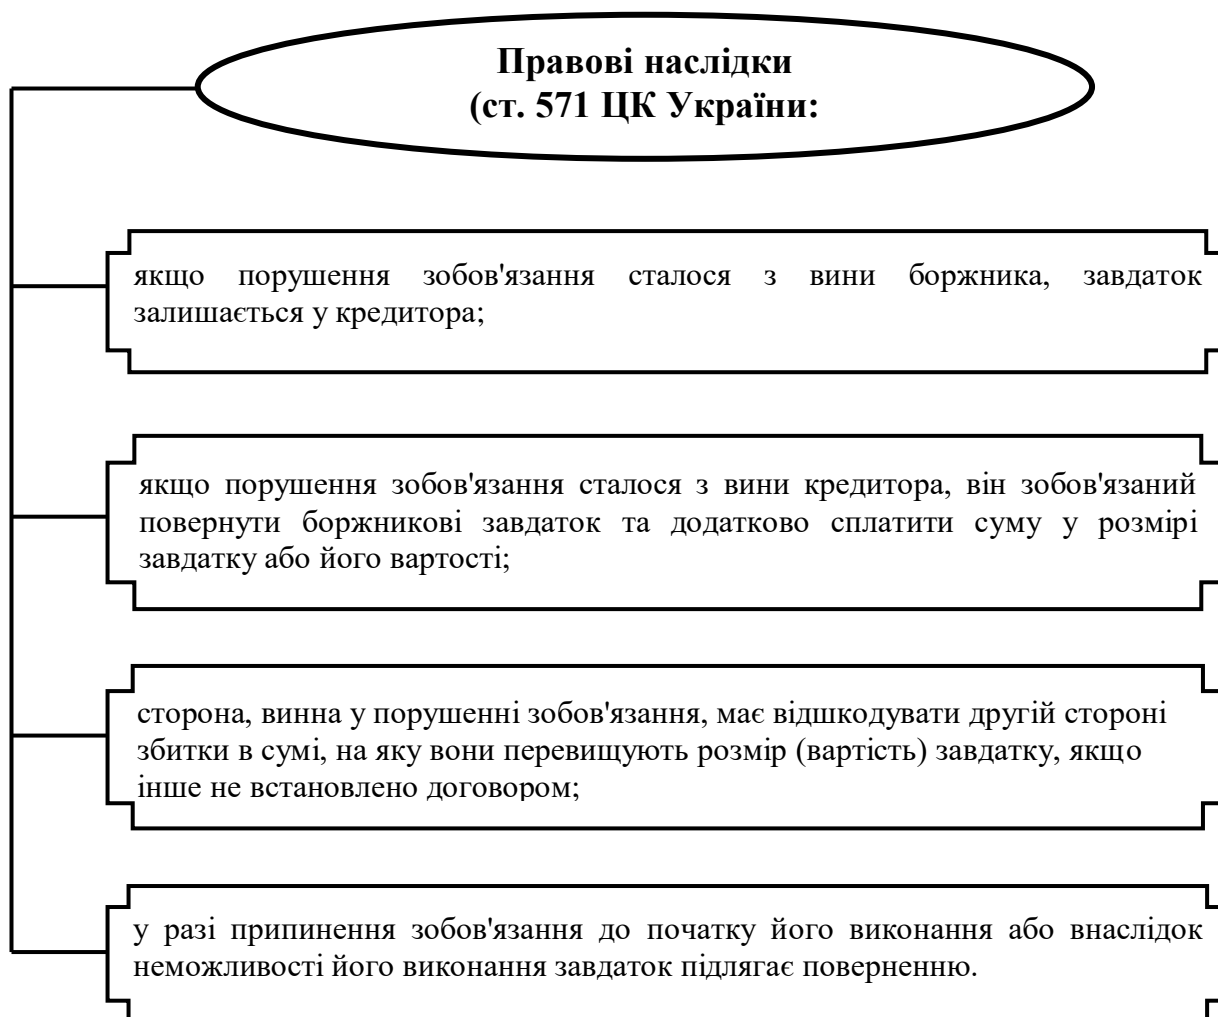 Правові наслідки
(ст. 571 ЦК України:
якщо порушення зобов'язання сталося з вини боржника, завдаток
залишається у кредитора;
якщо порушення зобов'язання сталося з вини кредитора, він зобов'язаний
повернути боржникові завдаток та додатково сплатити суму у розмірі
завдатку або його вартості;
сторона, винна у порушенні зобов'язання, має відшкодувати другій стороні
збитки в сумі, на яку вони перевищують розмір (вартість) завдатку, якщо
інше не встановлено договором;
у разі припинення зобов'язання до початку його виконання або внаслідок
неможливості його виконання завдаток підлягає поверненню.